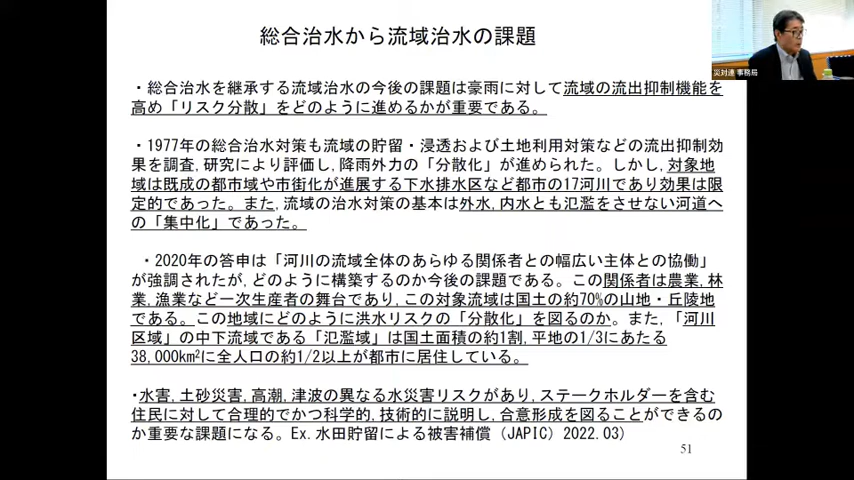 総合治水から流域治水の課題
災対連 事務局
・総合治水を継承する流域治水の今後の課題は豪雨に対して流域の流出抑制機能を
高め「リスク分散」をどのように進めるかが重要である。
・1977年の総合治水対策も流域の貯留・浸透および土地利用対策などの流出抑制効
果を調査,研究により評価し,降雨外力の「分散化」が進められた。しかし,対象地
域は既成の都市域や市街化が進展する下水排水区など都市の17河川であり効果は限
定的であった。また,流域の治水対策の基本は外水,内水とも氾濫をさせない河道へ
の「集中化」であった。
・2020年の答申は「河川の流域全体のあらゆる関係者との幅広い主体との協働」
が強調されたが,どのように構築するのか今後の課題である。この関係者は農業,林
業,漁業など一次生産者の舞台であり,この対象流域は国土の約70%の山地・丘陵地
である。この地域にどのように洪水リスクの「分散化」を図るのか。また,「河川
区域」の中下流域である「氾濫域」は国土面積の約1割,平地の1/3にあたる
38,000km²に全人口の約1/2以上が都市に居住している。
・水害,土砂災害,高潮,津波の異なる水災害リスクがあり,ステークホルダーを含む
住民に対して合理的でかつ科学的,技術的に説明し,合意形成を図ることができるの
か重要な課題になる。Ex.水田貯留による被害補償（JAPIC）2022.03)
51